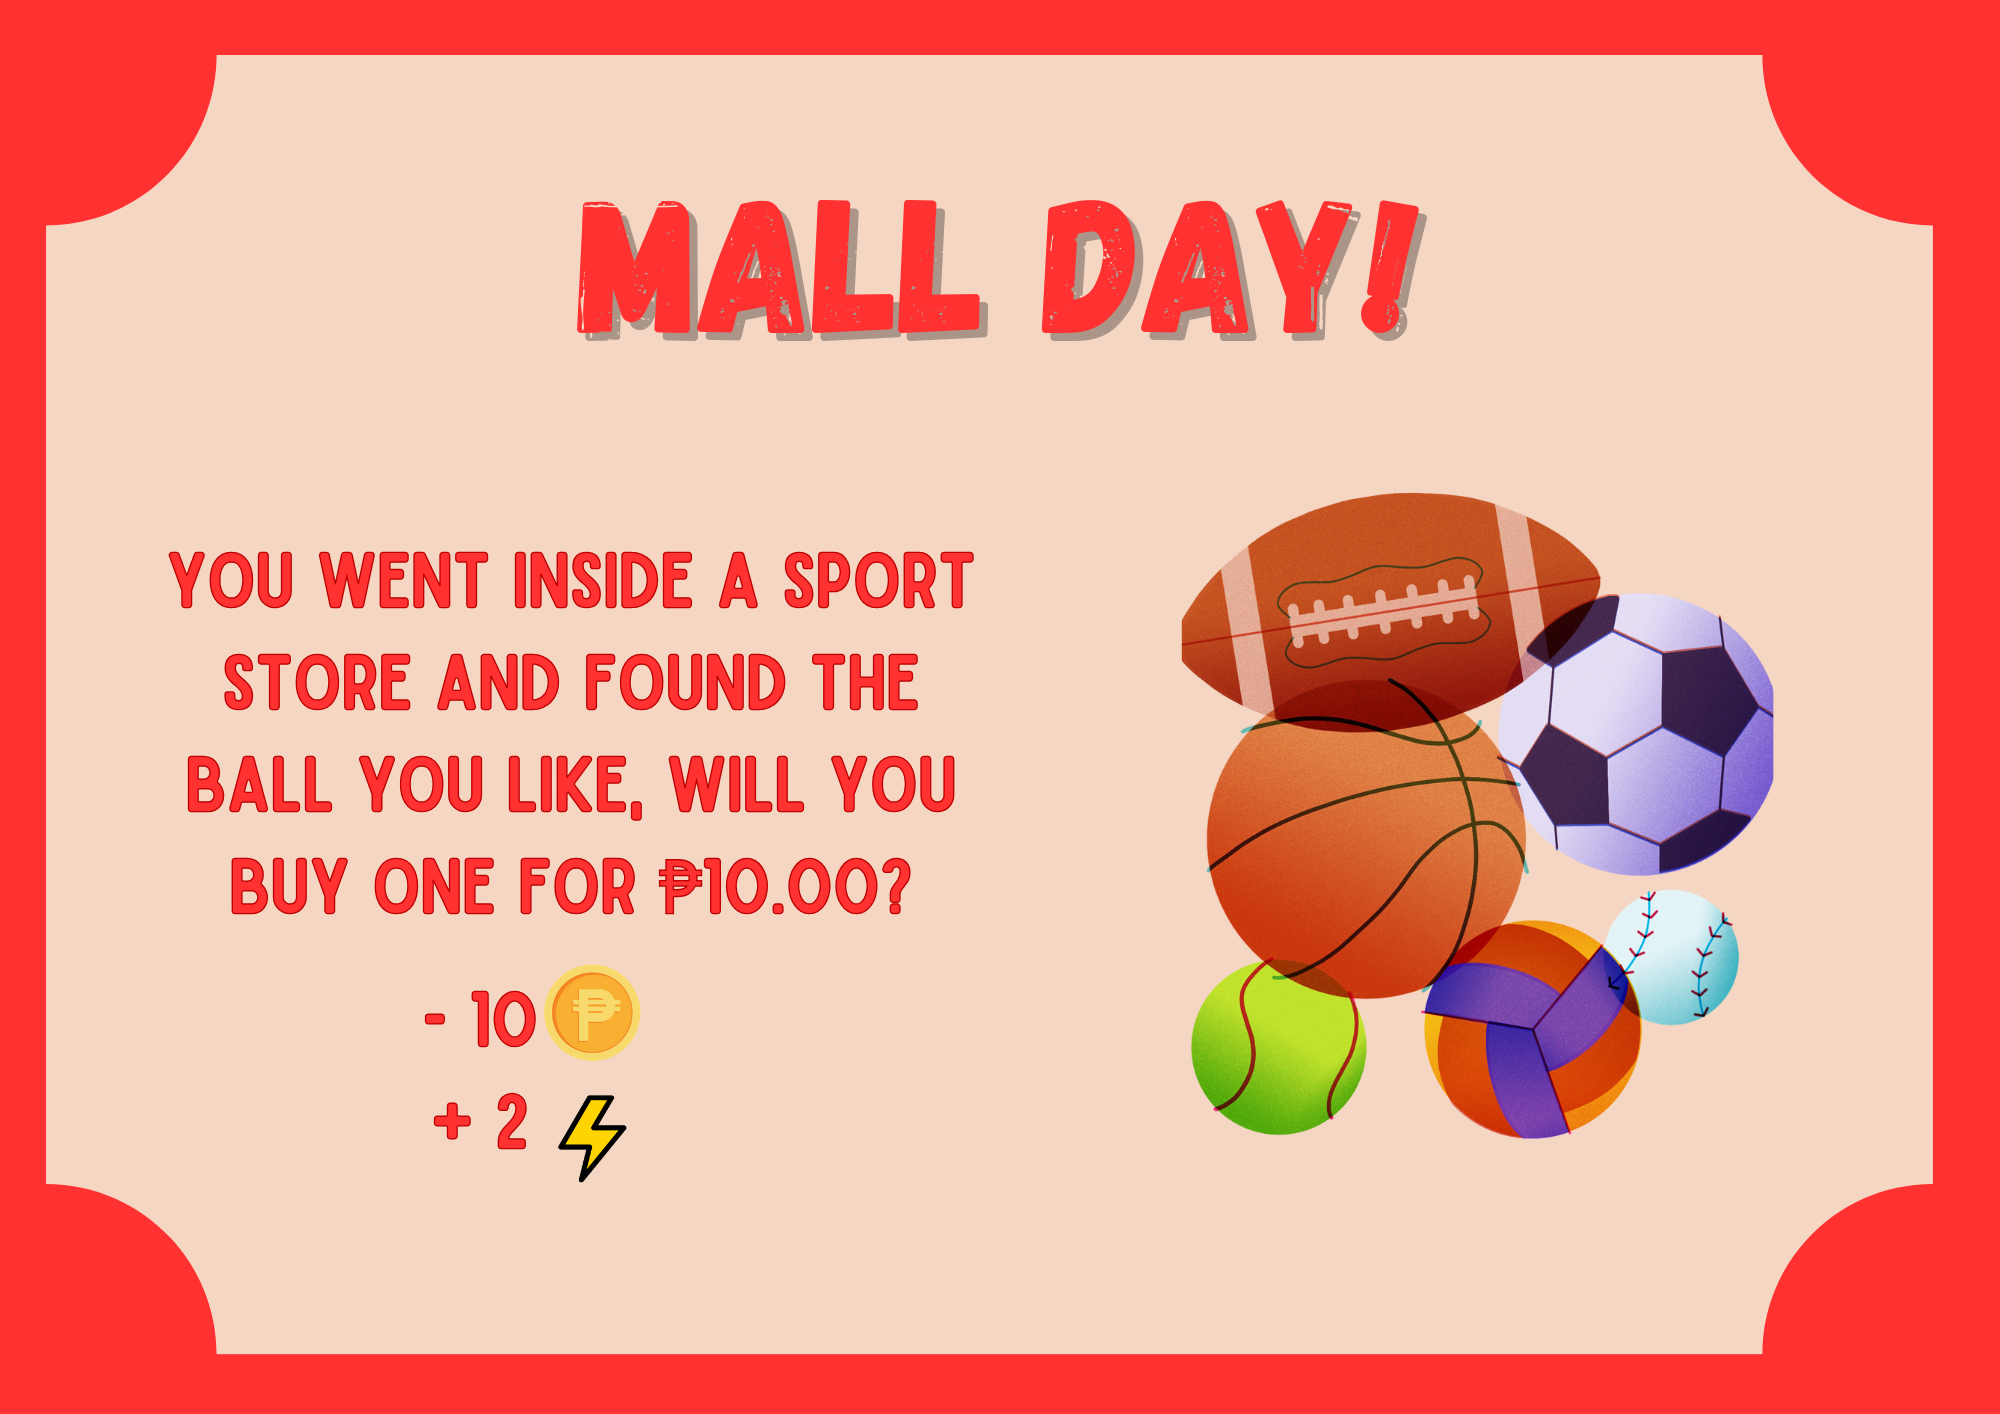 MALL DAY!
YOU WENT INSIDE A SPORT
STORE AND FOUND THE
BALL YOU LIKE, WILL YOU
BUY ONE FOR ₱10.00?
- 10 ₱
+ 2